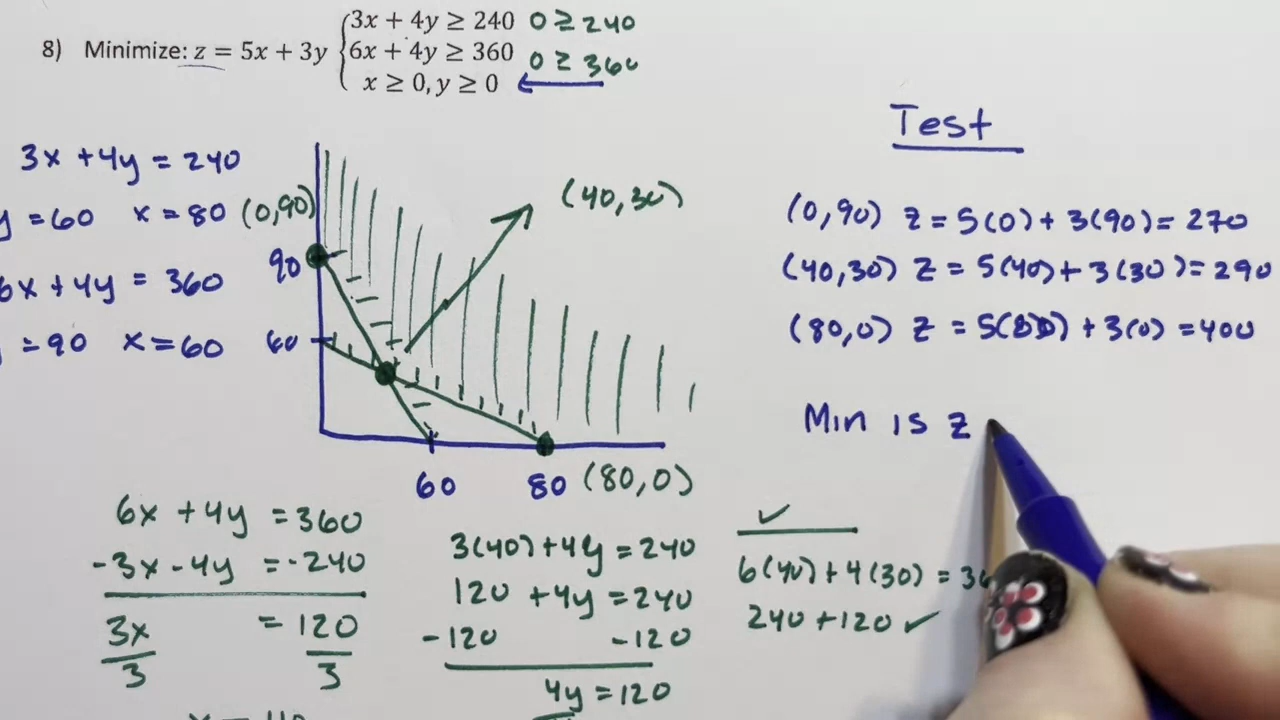 8) Minimize: z = 5x + 3y
3x + 4y ≥ 240 0 ≥ 240
6x + 4y ≥ 360 0 ≥ 360
x ≥ 0, y ≥ 0
Test
3x + 4y = 240
= 60 x = 80
x + 4y = 360
= 90 x = 60
(0,90)
90
60
(40,30)
60 80 (80,0)
(0,90) z = 5(0) + 3(90) = 270
(40,30) z = 5(40) + 3(30) = 290
(80,0) z = 5(80) + 3(0) = 400
Min is z
6x + 4y = 360
-3x - 4y = -240
3x = 120
3 3
3(40) + 4y = 240
120 + 4y = 240
-120 -120
4y = 120
✓
6(40) + 4(30) =
240 + 120 ✓